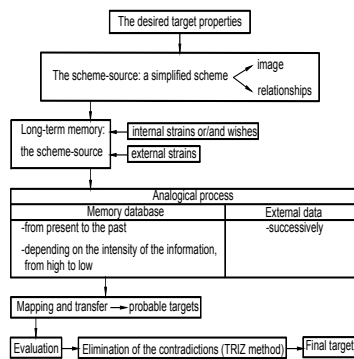 The desired target properties
The scheme-source: a simplified scheme
image
relationships
Long-term memory:
the scheme-source
internal strains or/and wishes
external strains
Analogical process
Memory database
External data
-from present to the past
-depending on the intensity of the information,
from high to low
-successively
Mapping and transfer
probable targets
Evaluation
Elimination of the contradictions (TRIZ method)
Final target